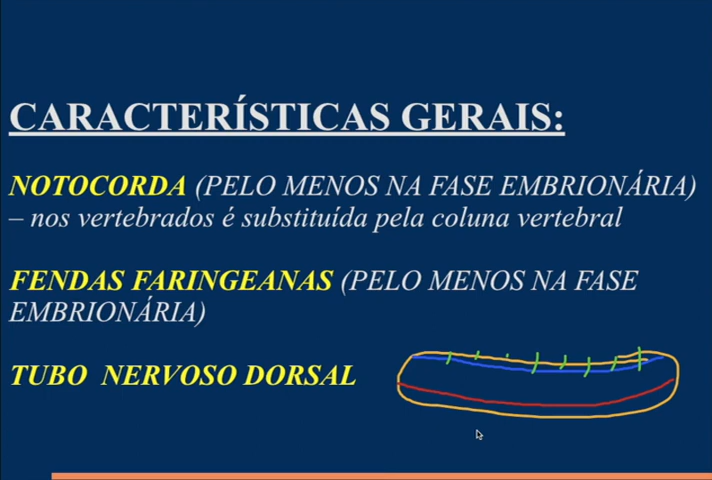 CARACTERÍSTICAS GERAIS:
NOTOCORDA (PELO MENOS NA FASE EMBRIONÁRIA)
– nos vertebrados é substituída pela coluna vertebral
FENDAS FARINGEANAS (PELO MENOS NA FASE
EMBRIONÁRIA)
TUBO NERVOSO DORSAL